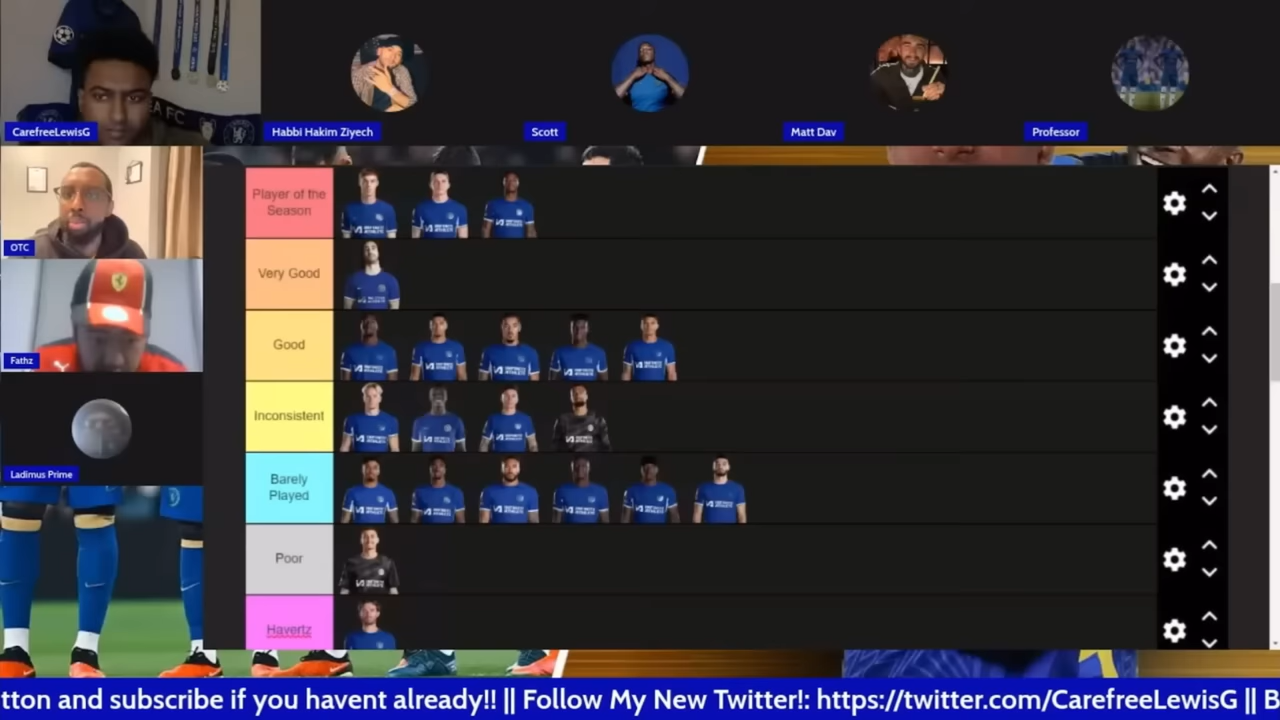 CarefreeLewisG
Habbi Hakim Ziyech
Scott
Matt Dav
Professor
OTC
Fathz
Ladimus Prime
Player of the
Season
Very Good
Good
Inconsistent
Barely
Played
Poor
Havertz
tton and subscribe if you havent already!! || Follow My New Twitter!: https://twitter.com/CarefreeLewisG || B